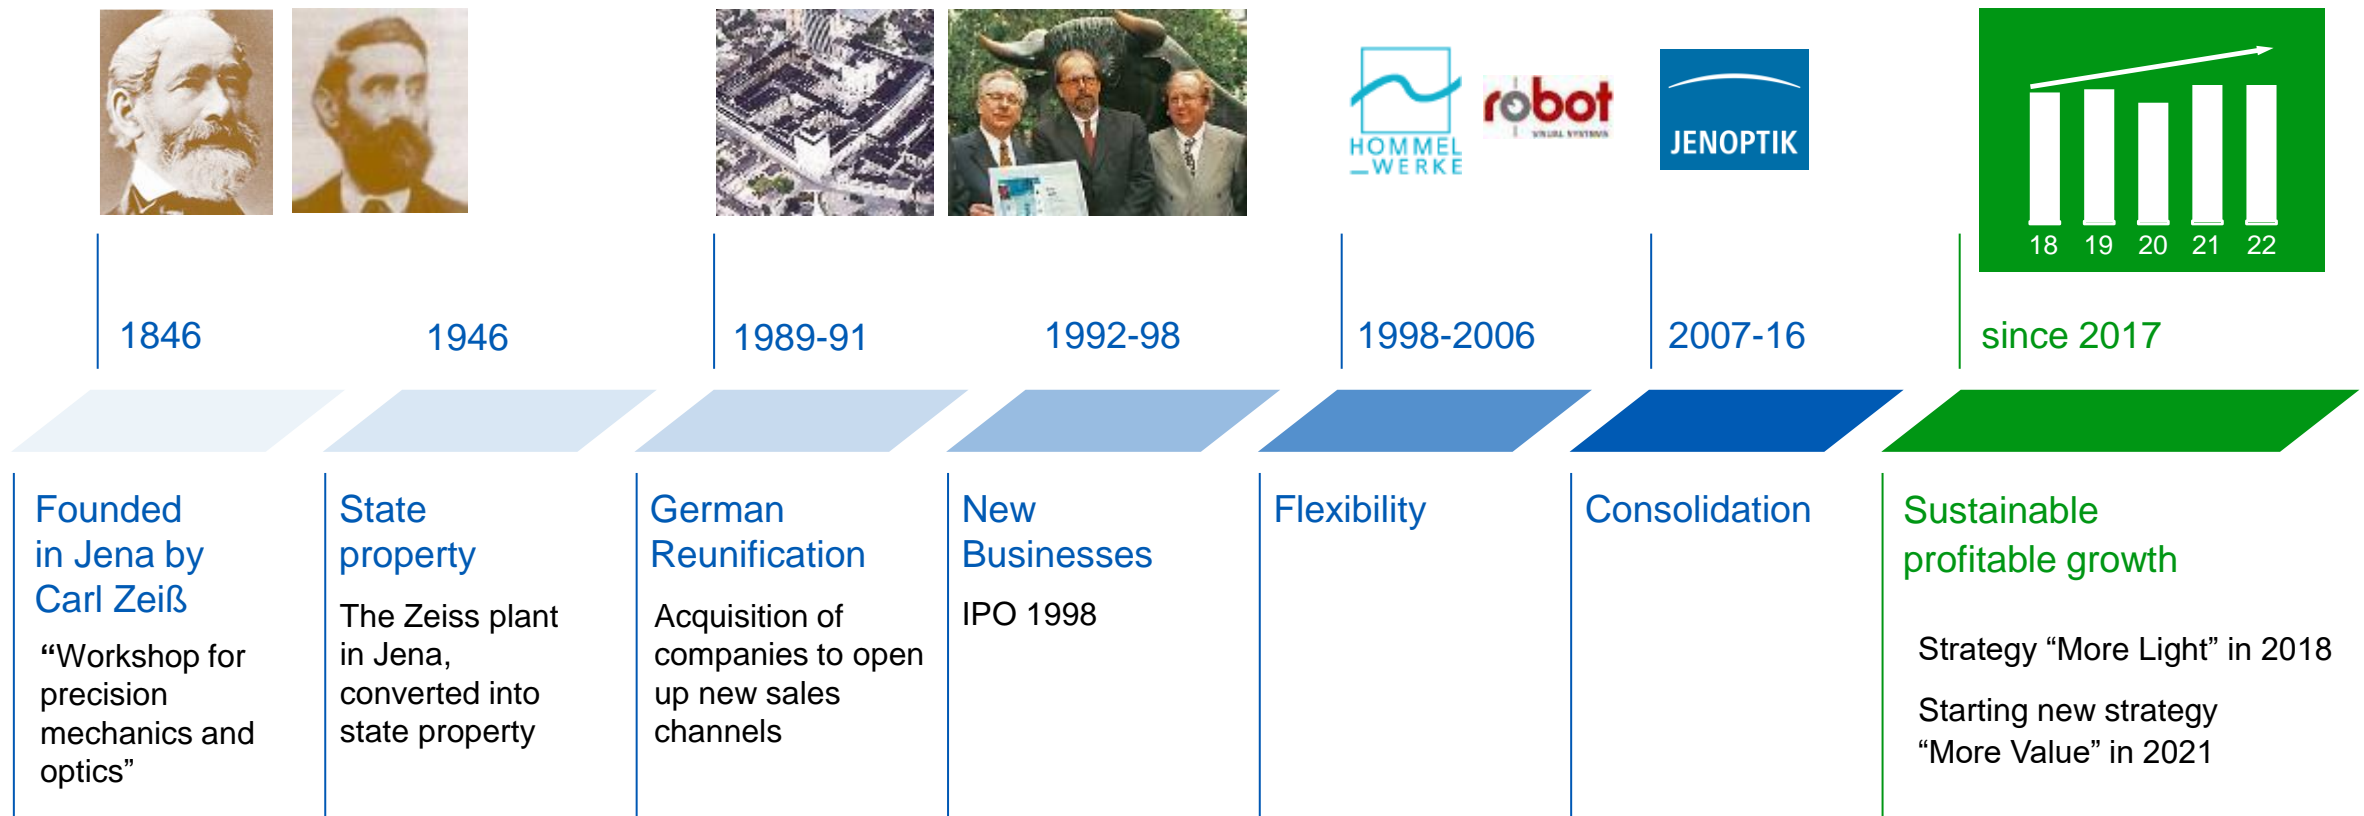 HOMMEL
_WERKE
robot
VISUAL SYSTEMS
JENOPTIK
18 19 20 21 22
1846
1946
1989-91
1992-98
1998-2006
2007-16
since 2017
Founded
in Jena by
Carl Zeiß
“Workshop for
precision
mechanics and
optics”
State
property
The Zeiss plant
in Jena,
converted into
state property
German
Reunification
Acquisition of
companies to open
up new sales
channels
New
Businesses
IPO 1998
Flexibility
Consolidation
Sustainable
profitable growth
Strategy “More Light” in 2018
Starting new strategy
“More Value” in 2021